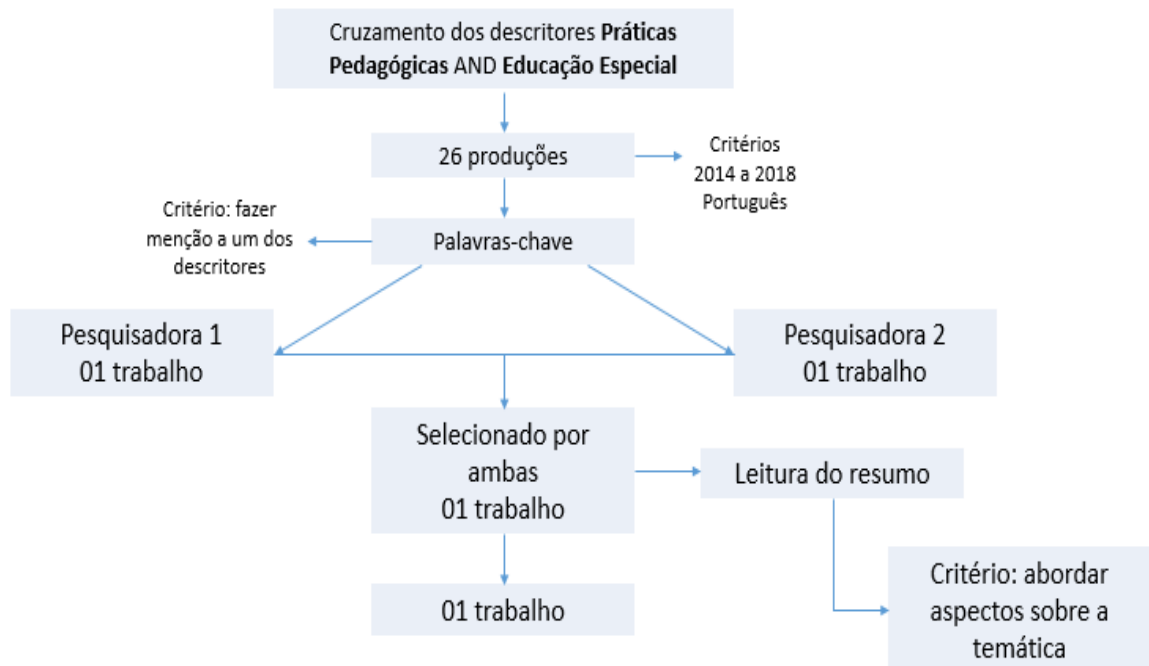 Cruzamento dos descritores Práticas
Pedagógicas AND Educação Especial
26 produções
Critérios
2014 a 2018
Português
Critério: fazer
menção a um dos
descritores
Palavras-chave
Pesquisadora 1
01 trabalho
Pesquisadora 2
01 trabalho
Selecionado por
ambas
01 trabalho
Leitura do resumo
01 trabalho
Critério: abordar
aspectos sobre a
temática